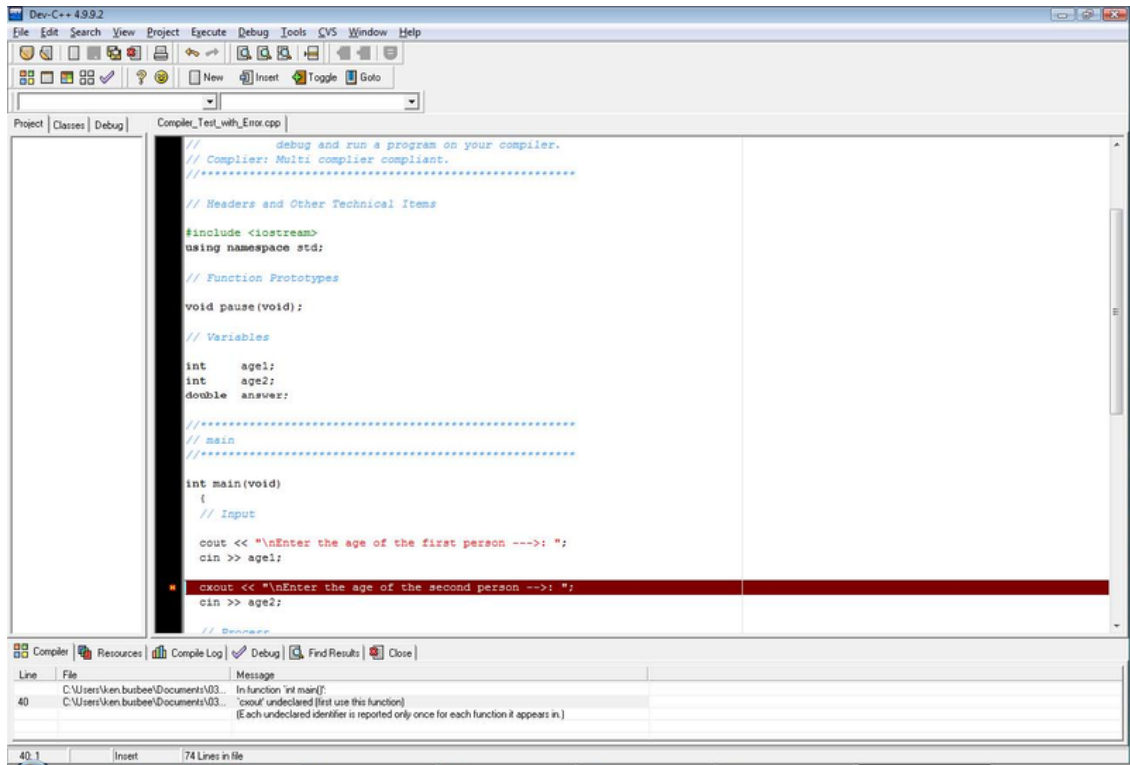 Dev-C++ 4.9.9.2
File Edit Search View Project Execute Debug Tools CVS Window Help
New Insert Toggle Goto
Project Classes Debug
Compiler_Test_with_Error.cpp
// debug and run a program on your compiler.
// Complier: Multi complier compliant.
//******************************************************
// Headers and Other Technical Items
#include <iostream>
using namespace std;
// Function Prototypes
void pause(void);
// Variables
int age1;
int age2;
double answer;
//******************************************************
// main
//******************************************************
int main(void)
{
// Input
cout << "\nEnter the age of the first person --->: ";
cin >> age1;
cxout << "\nEnter the age of the second person -->: ";
cin >> age2;
// Process
Compiler Resources Compile Log Debug Find Results Close
Line File Message
C:\Users\ken.busbee\Documents\03... In function `int main()':
40 C:\Users\ken.busbee\Documents\03... `cxout' undeclared (first use this function)
(Each undeclared identifier is reported only once for each function it appears in.)
40: 1 Insert 74 Lines in file